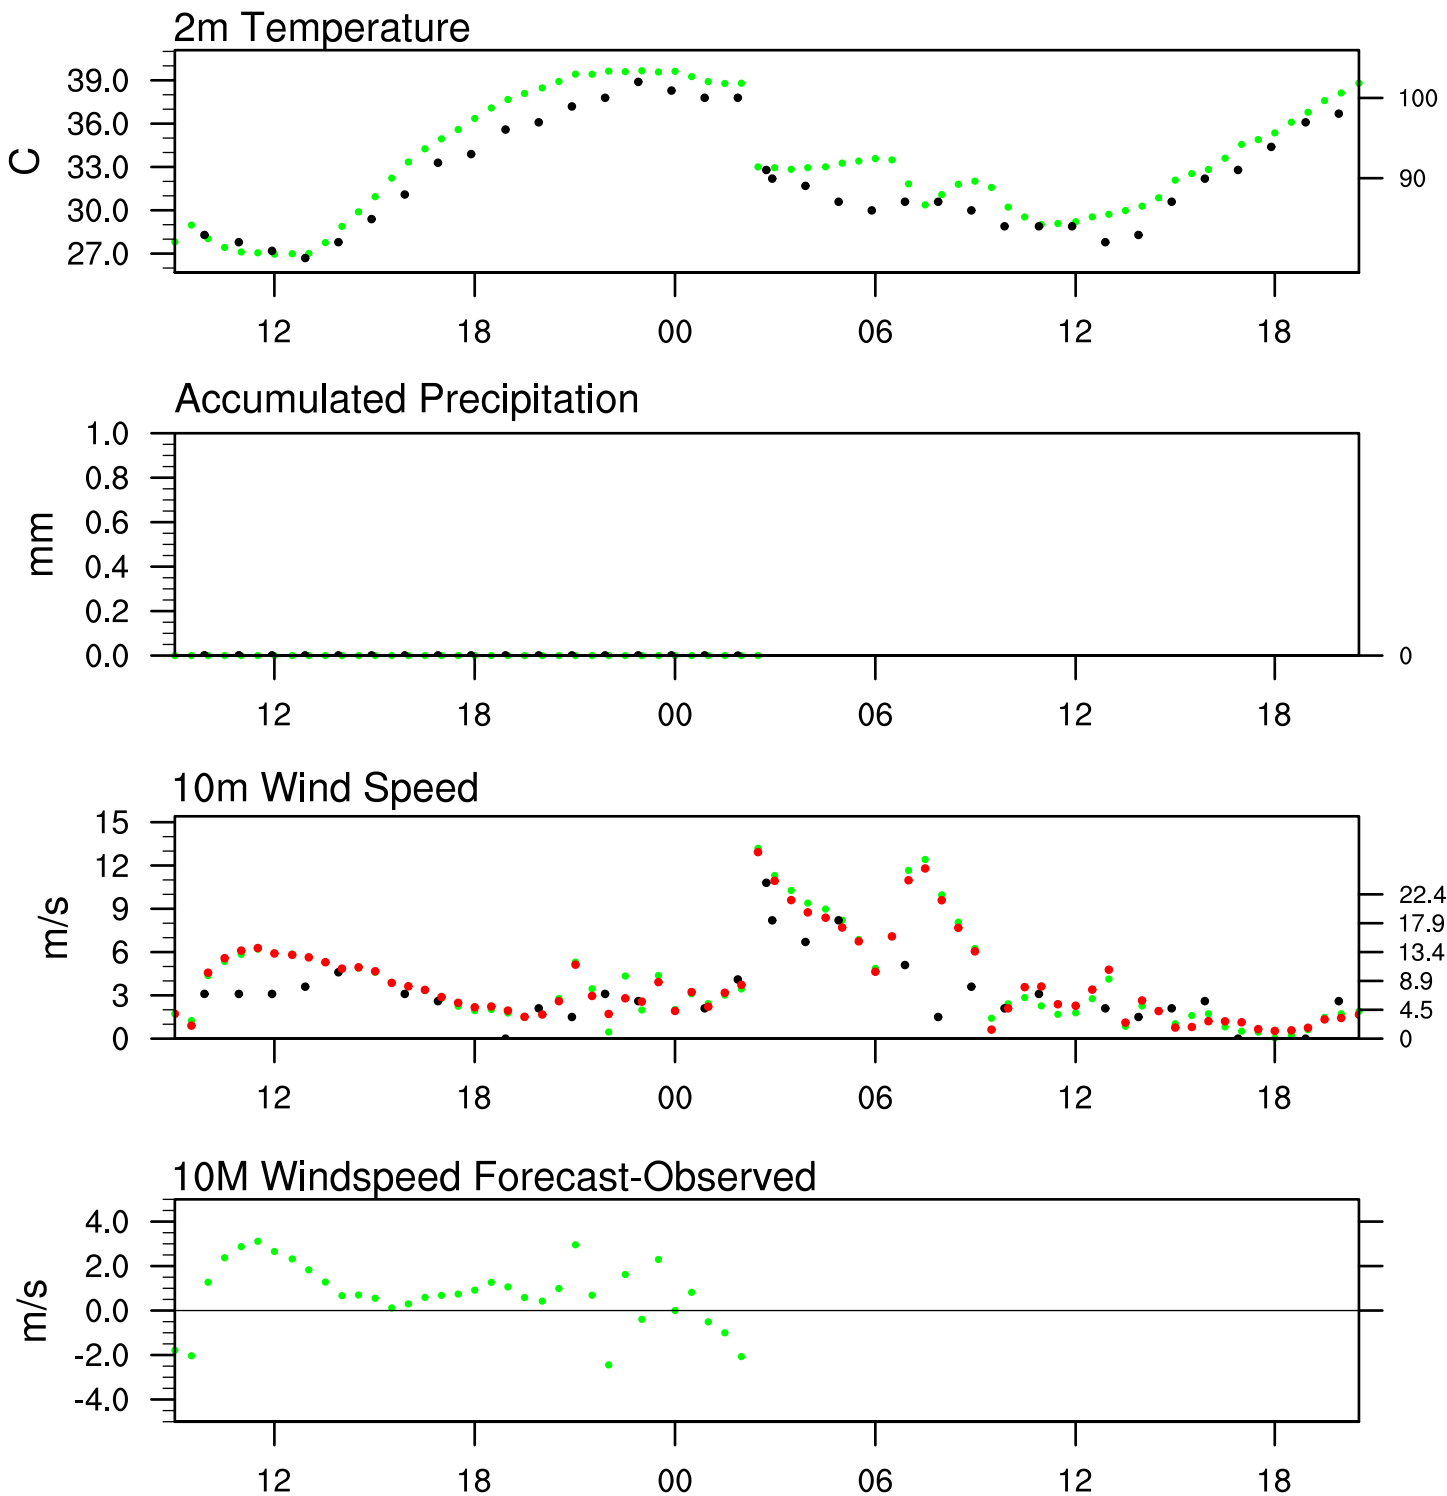 2m Temperature
39.0
36.0
33.0
30.0
27.0
C
100
90
12 18 00 06 12 18
Accumulated Precipitation
1.0
0.8
0.6
0.4
0.2
0.0
mm
0
12 18 00 06 12 18
10m Wind Speed
15
12
9
6
3
0
m/s
22.4
17.9
13.4
8.9
4.5
0
12 18 00 06 12 18
10M Windspeed Forecast-Observed
4.0
2.0
0.0
-2.0
-4.0
m/s
12 18 00 06 12 18